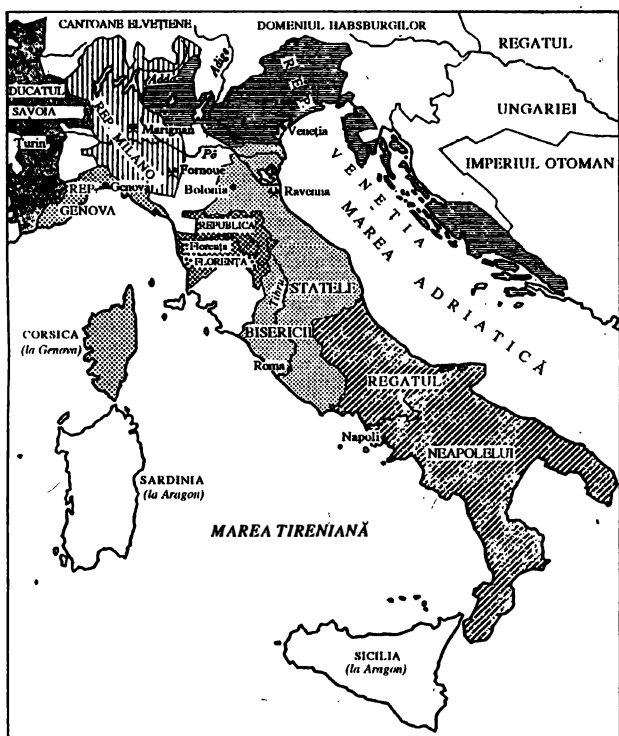 CANTOANE ELVEȚIENE
DOMENIUL HABSBURGILOR
REGATUL
UNGARIEI
IMPERIUL OTOMAN
DUCATUL
SAVOIA
Turin
REP. MILANO
Adda
Adige
REP.
VENEȚIA
Marignan
Veneția
Pô
Fornoue
Genova
Bolonia
Ravenna
REP.
GENOVA
REPUBLICA
Florența
FLORENȚA
MAREA ADRIATICĂ
STATELE
Tibru
BISERICII
Roma
CORSICA
(la Genova)
REGATUL
Napoli
NEAPOLELUI
SARDINIA
(la Aragon)
MAREA TIRENIANĂ
SICILIA
(la Aragon)